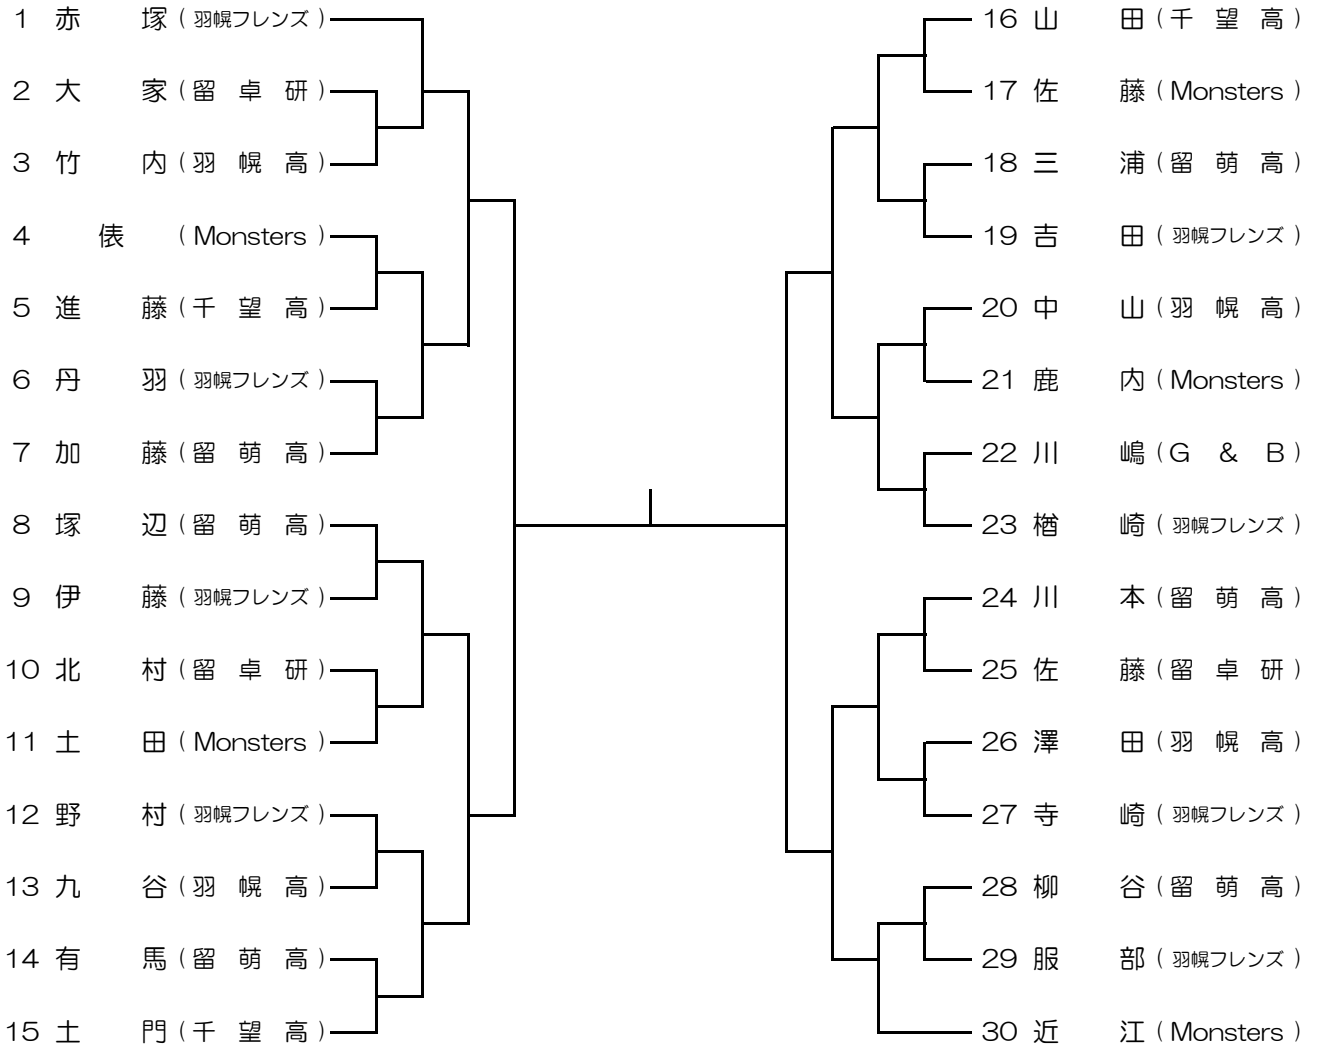 1 赤 塚 ( 羽幌フレンズ )
2 大 家 ( 留 卓 研 )
3 竹 内 ( 羽 幌 高 )
4 俵 ( Monsters )
5 進 藤 ( 千 望 高 )
6 丹 羽 ( 羽幌フレンズ )
7 加 藤 ( 留 萌 高 )
8 塚 辺 ( 留 萌 高 )
9 伊 藤 ( 羽幌フレンズ )
10 北 村 ( 留 卓 研 )
11 土 田 ( Monsters )
12 野 村 ( 羽幌フレンズ )
13 九 谷 ( 羽 幌 高 )
14 有 馬 ( 留 萌 高 )
15 土 門 ( 千 望 高 )
16 山 田 ( 千 望 高 )
17 佐 藤 ( Monsters )
18 三 浦 ( 留 萌 高 )
19 吉 田 ( 羽幌フレンズ )
20 中 山 ( 羽 幌 高 )
21 鹿 内 ( Monsters )
22 川 嶋 ( G & B )
23 楢 崎 ( 羽幌フレンズ )
24 川 本 ( 留 萌 高 )
25 佐 藤 ( 留 卓 研 )
26 澤 田 ( 羽 幌 高 )
27 寺 崎 ( 羽幌フレンズ )
28 柳 谷 ( 留 萌 高 )
29 服 部 ( 羽幌フレンズ )
30 近 江 ( Monsters )